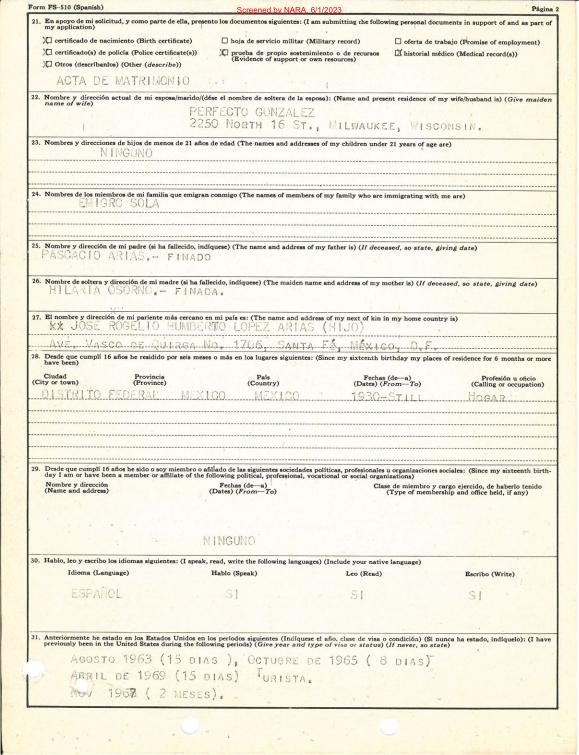 Form FS-510 (Spanish)
Screened by NARA, 6/1/2023
Página 2
21. En apoyo de mi solicitud, y como parte de ella, presento los documentos siguientes: (I am submitting the following personal documents in support of and as part of my application)
X certificado de nacimiento (Birth certificate)
hoja de servicio militar (Military record)
oferta de trabajo (Promise of employment)
X certificado(s) de policía (Police certificate(s))
X prueba de propio sostenimiento o de recursos (Evidence of support or own resources)
X historial médico (Medical record(s))
X Otros (descríbanlos) (Other (describe))
ACTA DE MATRIMONIO
22. Nombre y dirección actual de mi esposa/marido/(dése el nombre de soltera de la esposa): (Name and present residence of my wife/husband is) (Give maiden name of wife)
PERFECTO GONZALEZ
2250 NORTH 16 ST., MILWAUKEE, WISCONSIN.
23. Nombres y direcciones de hijos de menos de 21 años de edad (The names and addresses of my children under 21 years of age are)
NINGUNO
24. Nombres de los miembros de mi familia que emigran conmigo (The names of members of my family who are immigrating with me are)
EMIGRO SOLA
25. Nombre y dirección de mi padre (si ha fallecido, indíquese) (The name and address of my father is) (If deceased, so state, giving date)
PASCACIO ARIAS.- FINADO
26. Nombre de soltera y dirección de mi madre (si ha fallecido, indíquese) (The maiden name and address of my mother is) (If deceased, so state, giving date)
HILARIA OSORNO.- FINADA.
27. El nombre y dirección de mi pariente más cercano en mi país es: (The name and address of my next of kin in my home country is)
xx JOSE ROGELIO HUMBERTO LOPEZ ARIAS (HIJO)
AVE. VASCO DE QUIRGA NO. 1706, SANTA FÉ, MÉXICO, D.F.
28. Desde que cumplí 16 años he residido por seis meses o más en los lugares siguientes: (Since my sixteenth birthday my places of residence for 6 months or more have been)
Ciudad (City or town)
Provincia (Province)
País (Country)
Fechas (de—a) (Dates) (From—To)
Profesión u oficio (Calling or occupation)
DISTRITO FEDERAL MEXICO MEXICO 1930-STILL HOGAR
29. Desde que cumplí 16 años he sido o soy miembro o afiliado de las siguientes sociedades políticas, profesionales u organizaciones sociales: (Since my sixteenth birthday I am or have been a member or affiliate of the following political, professional, vocational or social organizations)
Nombre y dirección (Name and address)
Fechas (de—a) (Dates) (From—To)
Clase de miembro y cargo ejercido, de haberlo tenido (Type of membership and office held, if any)
NINGUNO
30. Hablo, leo y escribo los idiomas siguientes: (I speak, read, write the following languages) (Include your native language)
Idioma (Language) Hablo (Speak) Leo (Read) Escribo (Write)
ESPAÑOL SI SI SI
31. Anteriormente he estado en los Estados Unidos en los períodos siguientes (Indíquese el año, clase de visa o condición) (Si nunca ha estado, indíquelo): (I have previously been in the United States during the following periods) (Give year and type of visa or status) (If never, so state)
AGOSTO 1963 (15 DIAS ), OCTUBRE DE 1965 ( 8 DIAS)
ABRIL DE 1969 (15 DIAS) TURISTA.
NOV 1967 ( 2 MESES).